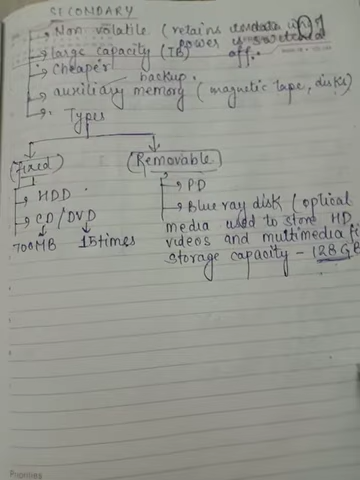 SECONDARY
→ Non volatile (retains data when
power is switched off.
→ large capacity (TB)
→ Cheaper
backup.
→ auxiliary memory (magnetic tape, disks)
→ Types
Fixed
Removable
→ HDD
→ CD/DVD
700MB 15times
→ PD
→ Blue ray disk (optical
media used to store HD
videos and multimedia
storage capacity - 128GB
Priorities